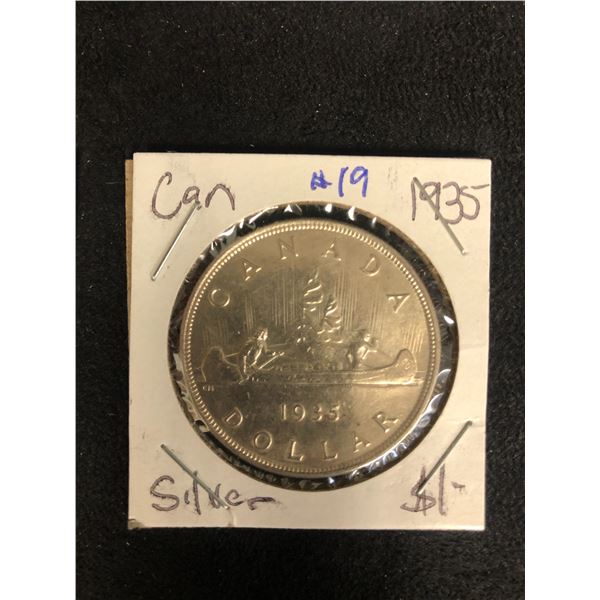 Can #19 1935
CANADA
1935
DOLLAR
Silver $1-